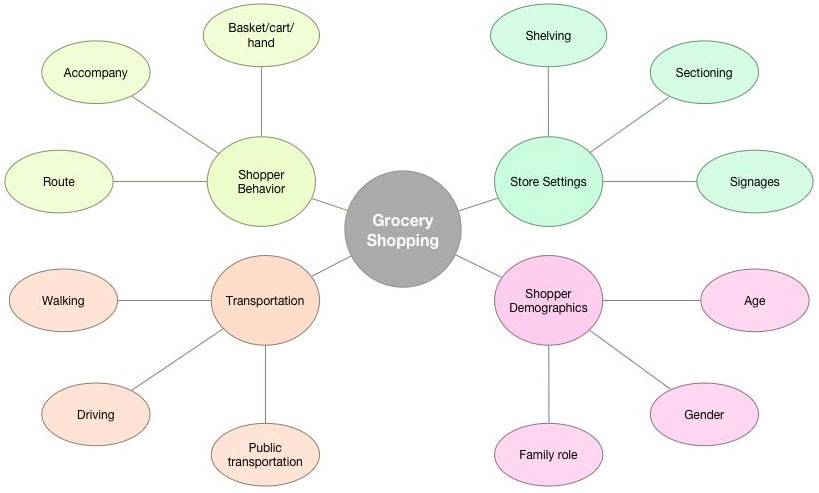 Basket/cart/
hand
Shelving
Accompany
Sectioning
Route
Shopper
Behavior
Store Settings
Signages
Grocery
Shopping
Walking
Transportation
Shopper
Demographics
Age
Driving
Gender
Public
transportation
Family role